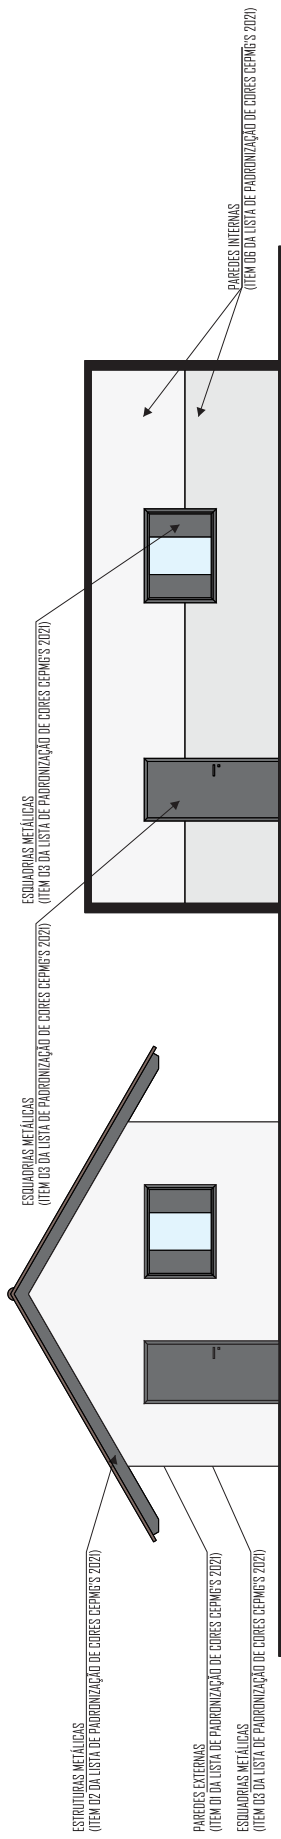 ESTRUTURAS METÁLICAS
(ITEM 02 DA LISTA DE PADRONIZAÇÃO DE CORES CEPMG'S 2021)
PAREDES EXTERNAS
(ITEM 01 DA LISTA DE PADRONIZAÇÃO DE CORES CEPMG'S 2021)
ESQUADRIAS METÁLICAS
(ITEM 03 DA LISTA DE PADRONIZAÇÃO DE CORES CEPMG'S 2021)
ESQUADRIAS METÁLICAS
(ITEM 03 DA LISTA DE PADRONIZAÇÃO DE CORES CEPMG'S 2021)
ESQUADRIAS METÁLICAS
(ITEM 03 DA LISTA DE PADRONIZAÇÃO DE CORES CEPMG'S 2021)
PAREDES INTERNAS
(ITEM 06 DA LISTA DE PADRONIZAÇÃO DE CORES CEPMG'S 2021)